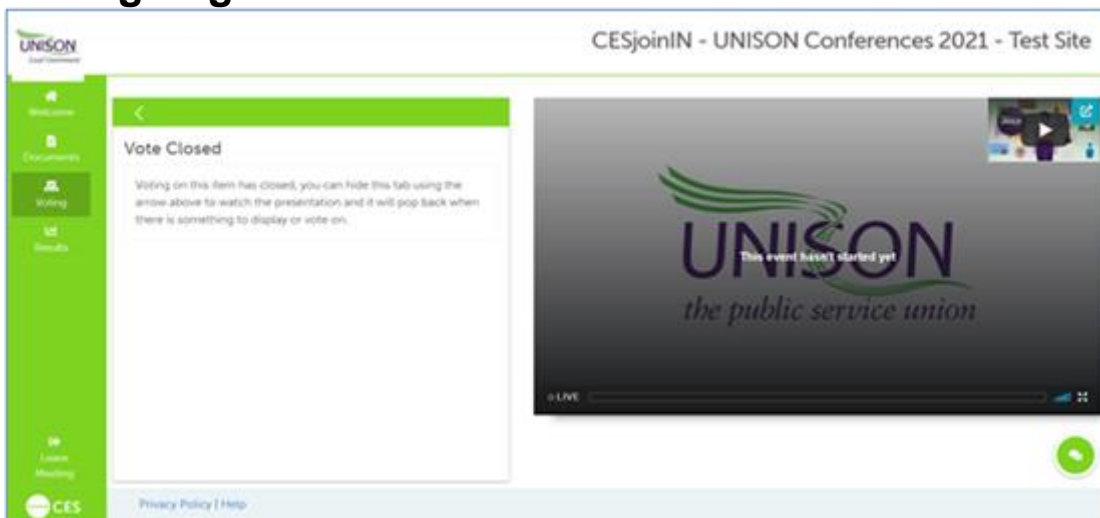 UNISON
Local Government
CESjoinIN - UNISON Conferences 2021 - Test Site
Welcome
Documents
Voting
Results
Leave
Meeting
CES
Vote Closed
Voting on this item has closed, you can hide this tab using the
arrow above to watch the presentation and it will pop back when
there is something to display or vote on.
UNISON
This event hasn't started yet
the public service union
LIVE
Privacy Policy | Help